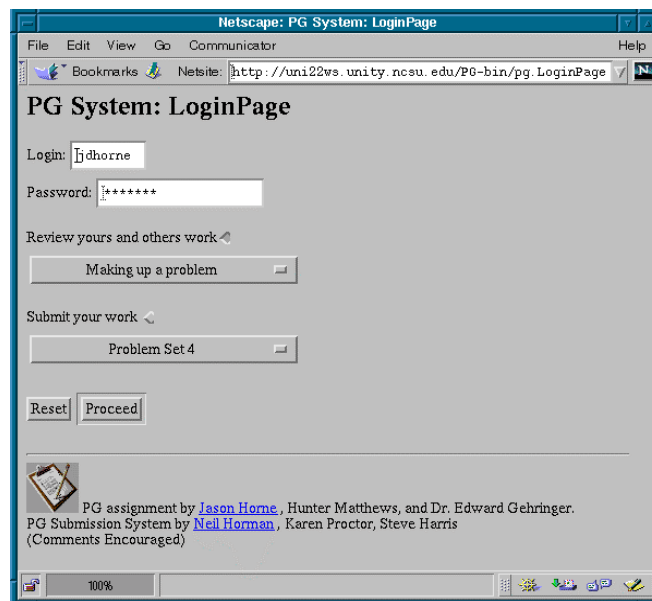 Netscape: PG System: LoginPage
File Edit View Go Communicator Help
Bookmarks Netsite: http://uni22ws.unity.ncsu.edu/PG-bin/pg.LoginPage N
PG System: LoginPage
Login: jdhorne
Password: *******
Review yours and others work
Making up a problem
Submit your work
Problem Set 4
Reset Proceed
PG assignment by Jason Horne, Hunter Matthews, and Dr. Edward Gehringer.
PG Submission System by Neil Horman, Karen Proctor, Steve Harris
(Comments Encouraged)
100%